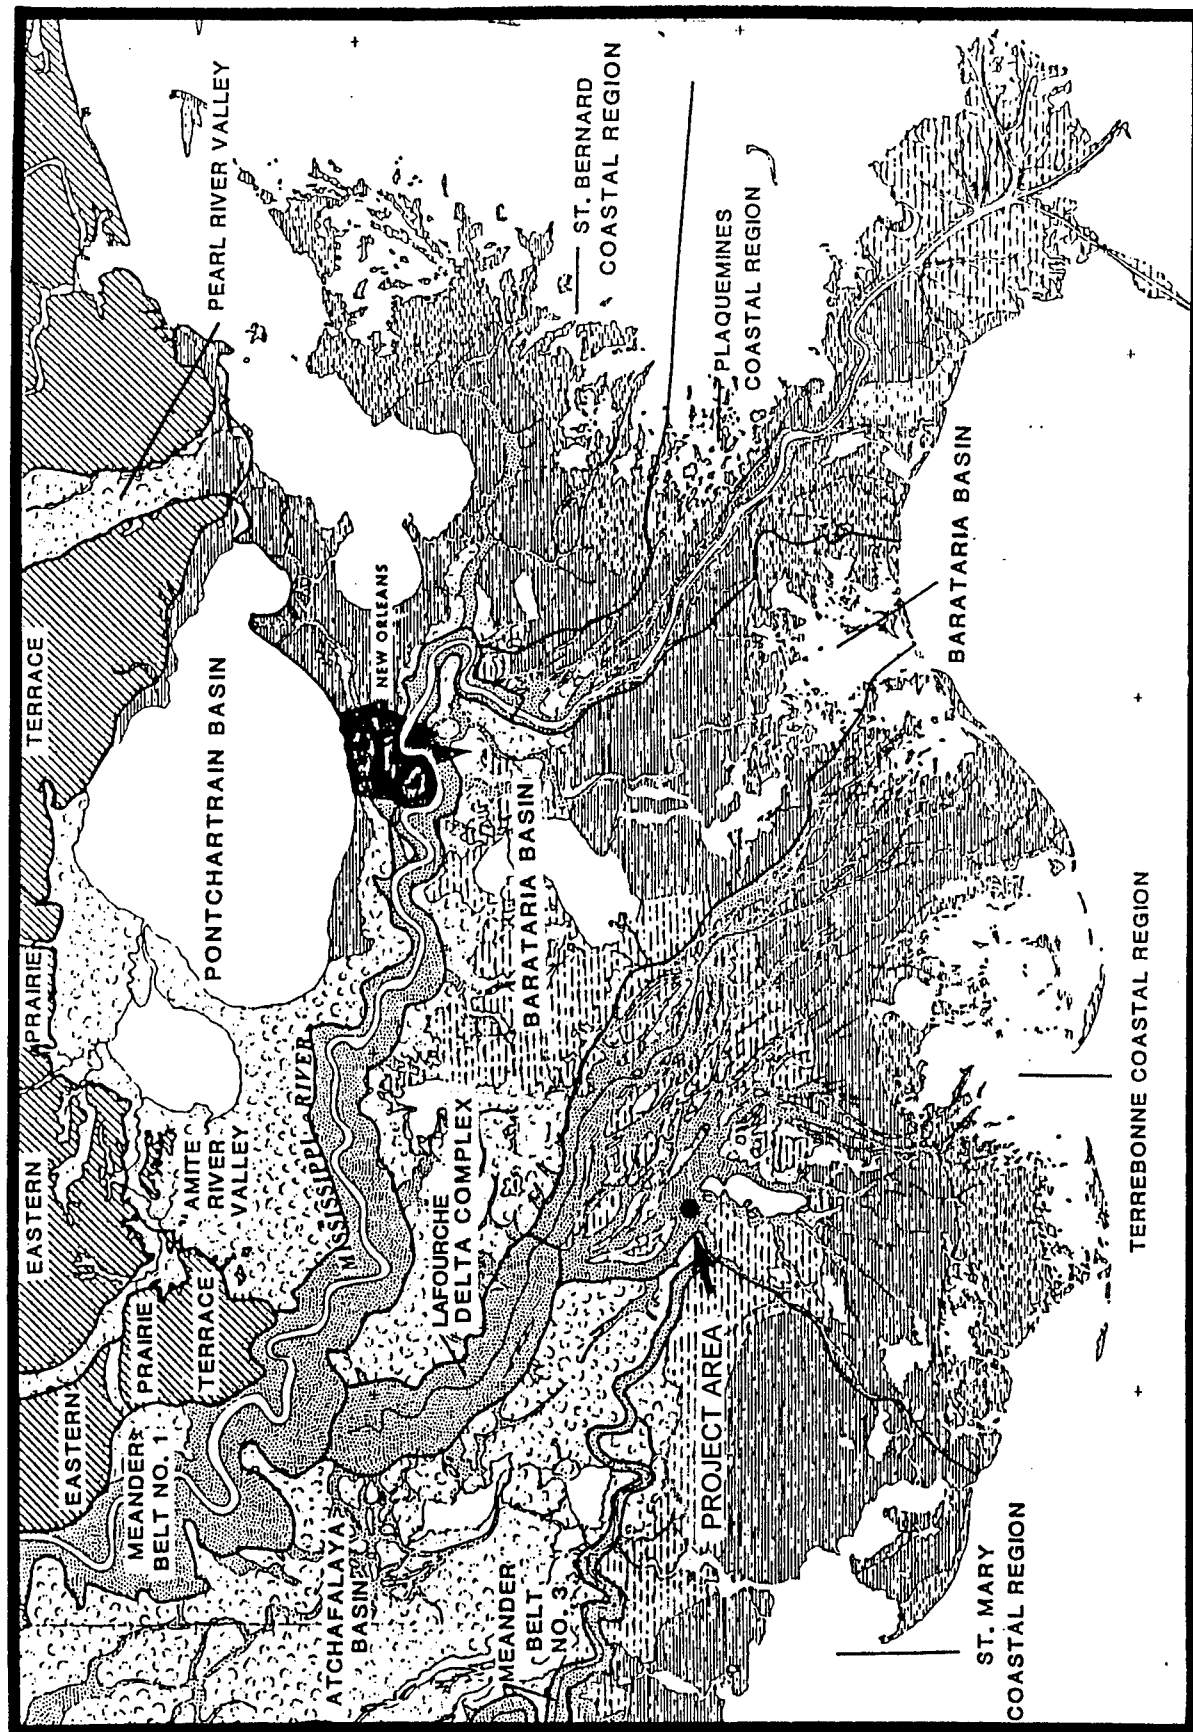 EASTERN
PRAIRIE
TERRACE
EASTERN
PRAIRIE
TERRACE
MEANDER
BELT NO. 1
AMITE
RIVER
VALLEY
PONTCHARTRAIN BASIN
PEARL RIVER VALLEY
MISSISSIPPI RIVER
NEW ORLEANS
ATCHAFALAYA
BASIN
LAFOURCHE
DELTA COMPLEX
BARATARIA BASIN
ST. BERNARD
COASTAL REGION
MEANDER
BELT
NO. 3
PROJECT AREA
PLAQUEMINES
COASTAL REGION
BARATARIA BASIN
ST. MARY
COASTAL REGION
TERREBONNE COASTAL REGION